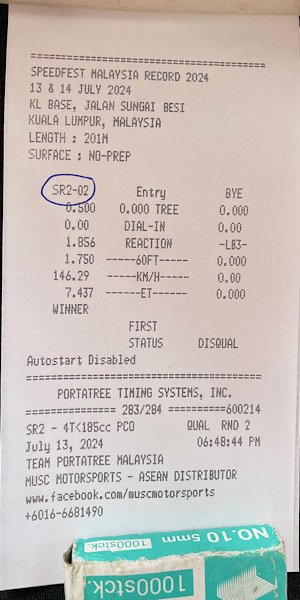 ==================================
SPEEDFEST MALAYSIA RECORD 2024
13 & 14 JULY 2024
KL BASE, JALAN SUNGAI BESI
KUALA LUMPUR, MALAYSIA
LENGTH : 201M
SURFACE : NO-PREP
SR2-02 Entry BYE
0.500 0.000 TREE 0.000
0.00 DIAL-IN 0.00
1.856 REACTION -LB3-
1.750 ------60FT----- 0.000
146.29 ------KM/H----- 0.00
7.437 ------ET------- 0.000
WINNER
FIRST
STATUS DISQUAL
Autostart Disabled
==================================
PORTATREE TIMING SYSTEMS, INC.
============= 283/284 ==========600214
SR2 - 4T<185cc PCO QUAL RND 2
July 13, 2024 06:48:44 PM
TEAM PORTATREE MALAYSIA
MUSC MOTORSPORTS - ASEAN DISTRIBUTOR
www.facebook.com/muscmotorsports
+6016-6681490
NO.10 5mm
1000stck.
1000stck.